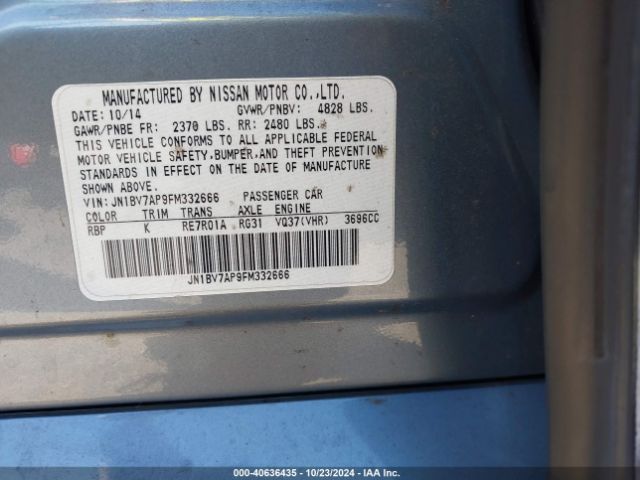 MANUFACTURED BY NISSAN MOTOR CO.,LTD.
DATE: 10/14 GVWR/PNBV: 4828 LBS.
GAWR/PNBE FR: 2370 LBS. RR: 2480 LBS.
THIS VEHICLE CONFORMS TO ALL APPLICABLE FEDERAL
MOTOR VEHICLE SAFETY,BUMPER,AND THEFT PREVENTION
STANDARDS IN EFFECT ON THE DATE OF MANUFACTURE
SHOWN ABOVE.
VIN: JN1BV7AP9FM332666 PASSENGER CAR
COLOR TRIM TRANS AXLE ENGINE
RBP K RE7R01A RG31 VQ37(VHR) 3696CC
JN1BV7AP9FM332666
000-40636435 - 10/23/2024 - IAA Inc.